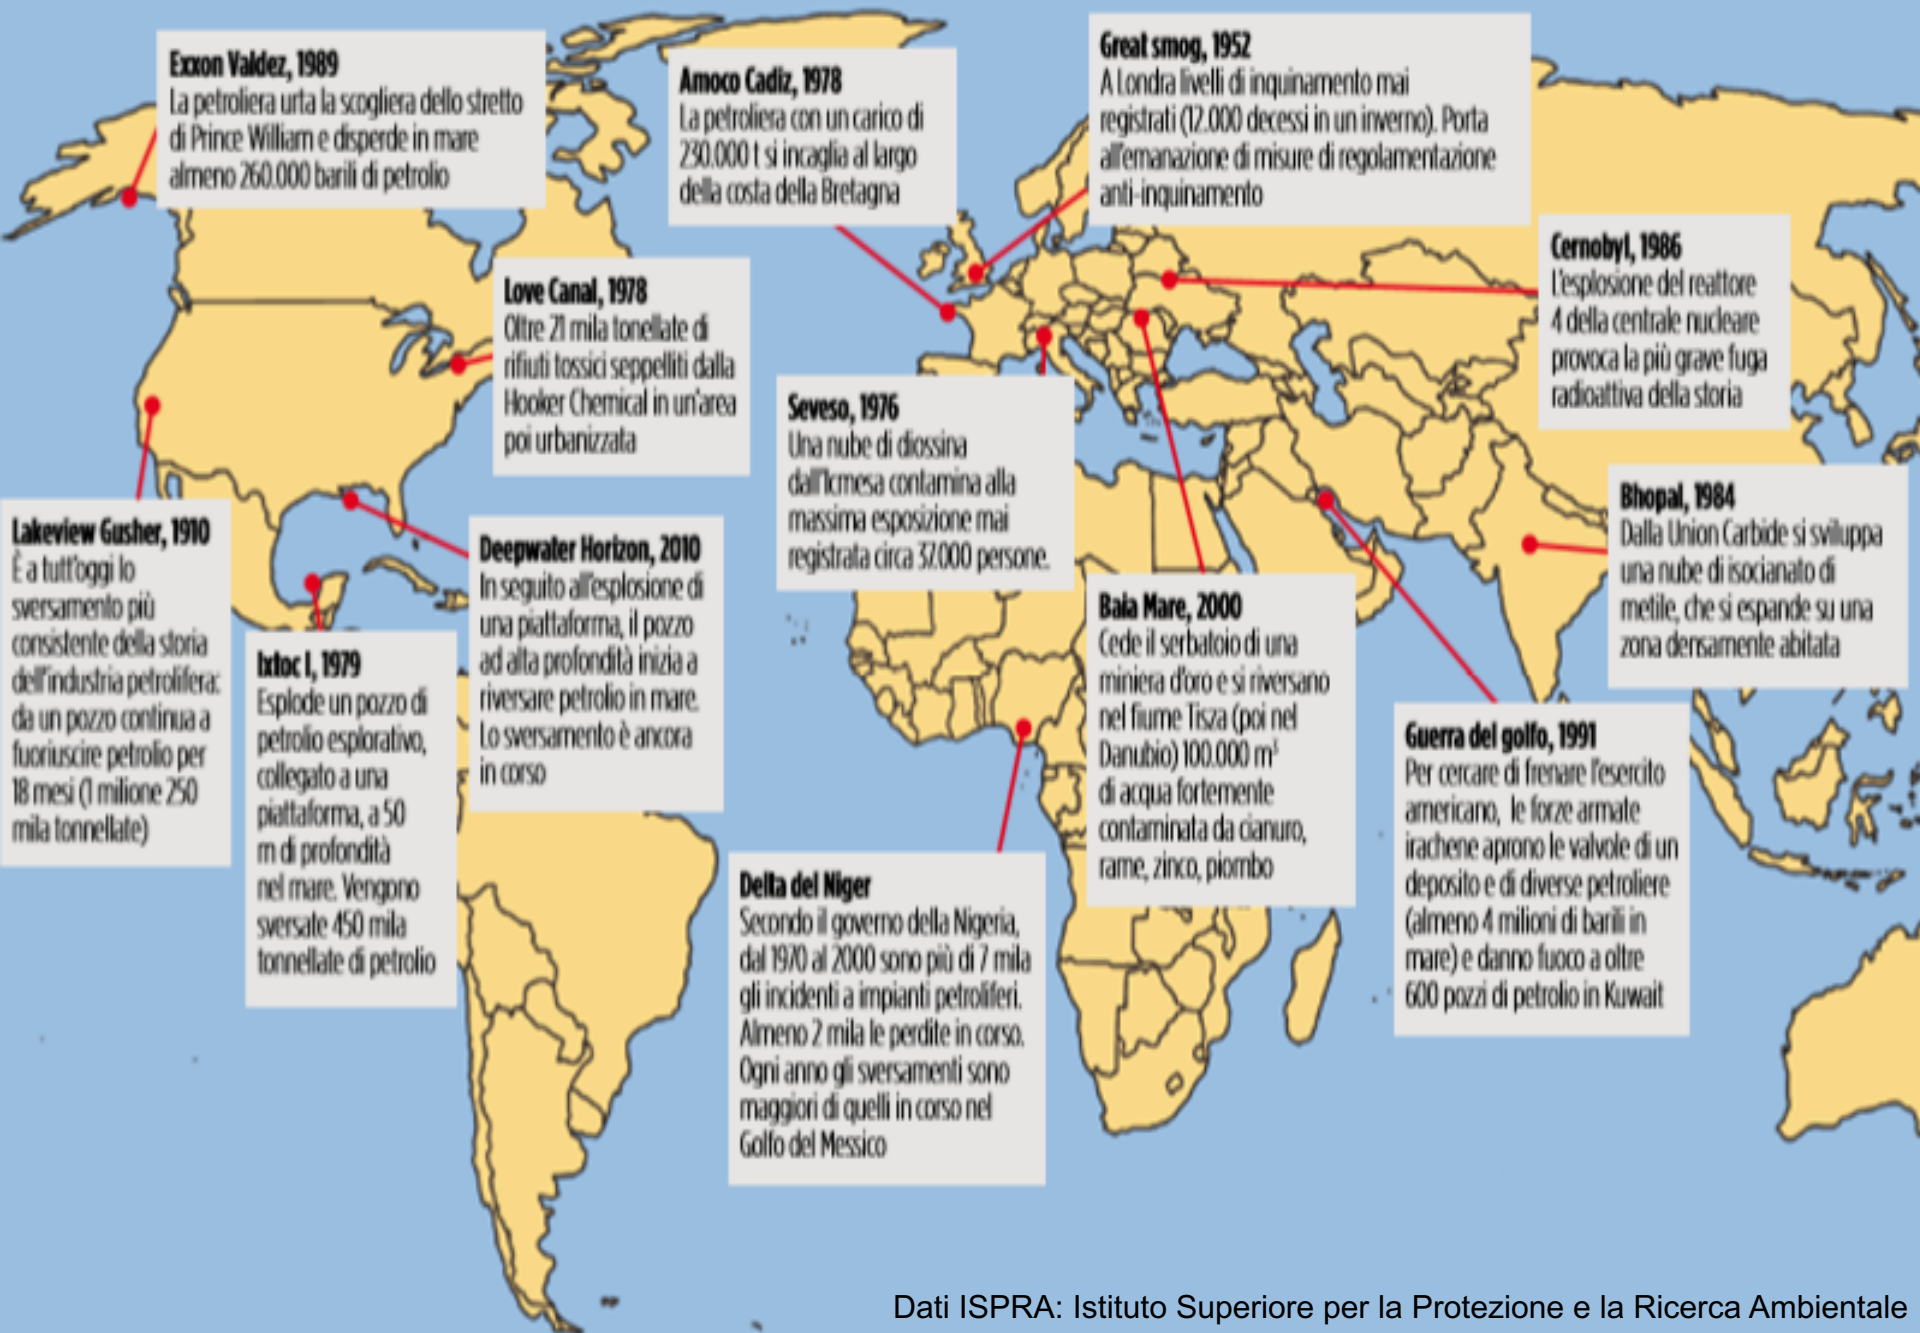 Exxon Valdez, 1989
La petroliera urta la scogliera dello stretto
di Prince William e disperde in mare
almeno 260.000 barili di petrolio
Amoco Cadiz, 1978
La petroliera con un carico di
230.000 t si incaglia al largo
della costa della Bretagna
Great smog, 1952
A Londra livelli di inquinamento mai
registrati (12.000 decessi in un inverno). Porta
all'emanazione di misure di regolamentazione
anti-inquinamento
Cernobyl, 1986
L'esplosione del reattore
4 della centrale nucleare
provoca la più grave fuga
radioattiva della storia
Love Canal, 1978
Oltre 21 mila tonellate di
rifiuti tossici seppelliti dalla
Hooker Chemical in un'area
poi urbanizzata
Seveso, 1976
Una nube di diossina
dall'Icmesa contamina alla
massima esposizione mai
registrata circa 37.000 persone.
Bhopal, 1984
Dalla Union Carbide si sviluppa
una nube di isocianato di
metile, che si espande su una
zona densamente abitata
Lakeview Gusher, 1910
È a tutt'oggi lo
sversamento più
consistente della storia
dell'industria petrolifera:
da un pozzo continua a
fuoriuscire petrolio per
18 mesi (1 milione 250
mila tonnellate)
Deepwater Horizon, 2010
In seguito all'esplosione di
una piattaforma, il pozzo
ad alta profondità inizia a
riversare petrolio in mare.
Lo sversamento è ancora
in corso
Ixtoc I, 1979
Esplode un pozzo di
petrolio esplorativo,
collegato a una
piattaforma, a 50
m di profondità
nel mare. Vengono
sversate 450 mila
tonnellate di petrolio
Baia Mare, 2000
Cede il serbatoio di una
miniera d'oro e si riversano
nel fiume Tisza (poi nel
Danubio) 100.000 m³
di acqua fortemente
contaminata da cianuro,
rame, zinco, piombo
Guerra del golfo, 1991
Per cercare di frenare l'esercito
americano, le forze armate
irachene aprono le valvole di un
deposito e di diverse petroliere
(almeno 4 milioni di barili in
mare) e danno fuoco a oltre
600 pozzi di petrolio in Kuwait
Delta del Niger
Secondo il governo della Nigeria,
dal 1970 al 2000 sono più di 7 mila
gli incidenti a impianti petroliferi.
Almeno 2 mila le perdite in corso.
Ogni anno gli sversamenti sono
maggiori di quelli in corso nel
Golfo del Messico
Dati ISPRA: Istituto Superiore per la Protezione e la Ricerca Ambientale